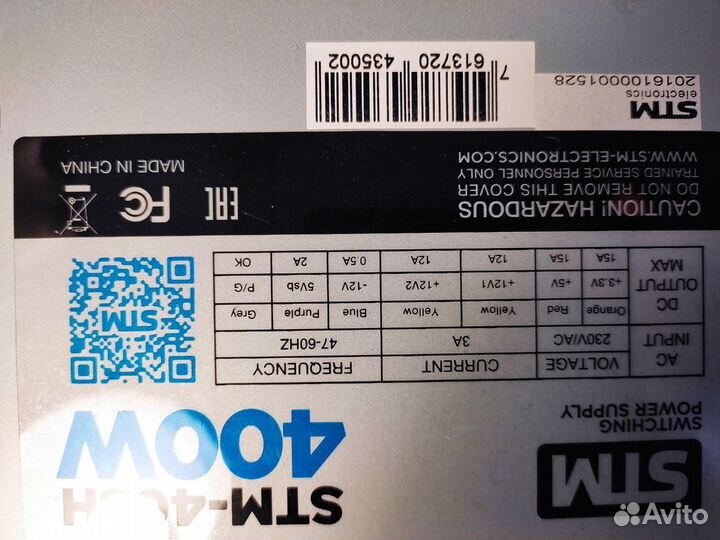 STM
SWITCHING
POWER SUPPLY
400W
AC INPUT VOLTAGE CURRENT FREQUENCY
230V/AC 3A 47-60HZ
DC OUTPUT Orange Red Yellow Yellow Blue Purple Grey
+3.3V +5V +12V1 +12V2 -12V 5Vsb P/G
MAX 15A 15A 12A 12A 0.5A 2A OK
STM
CAUTION! HAZARDOUS
DO NOT REMOVE THIS COVER
TRAINED SERVICE PERSONNEL ONLY
WWW.STM-ELECTRONICS.COM
EAC FC
MADE IN CHINA
STM
electronics
2016100001528
7 613720 435002
Avito